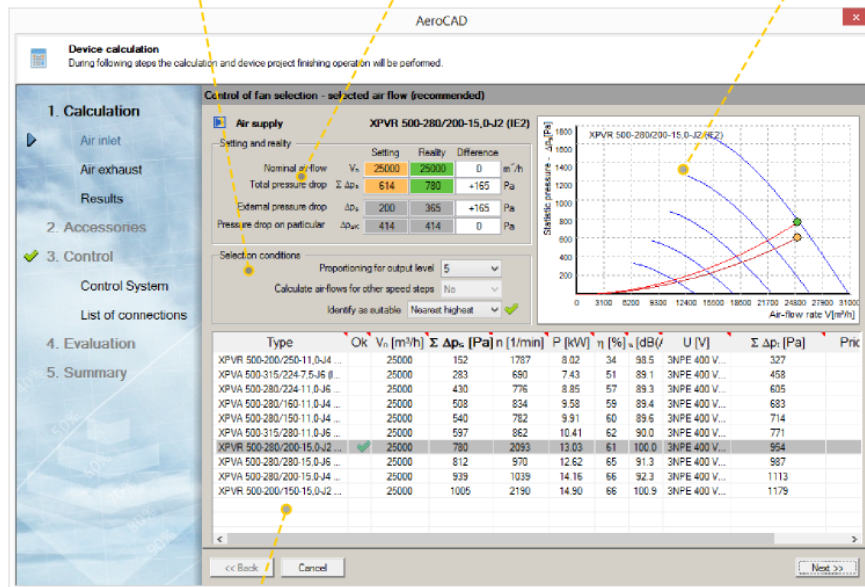 AeroCAD
Device calculation
During following steps the calculation and device project finishing operation will be performed.
Control of fan selection - selected air flow (recommended)
1. Calculation
Air inlet
Air exhaust
Results
2. Accessories
3. Control
Control System
List of connections
4. Evaluation
5. Summary
Air supply XPVR 500-280/200-15,0-J2 (IE2)
Setting and reality
Setting Reality Difference
Nominal air-flow Vₙ 25000 25000 0 m³/h
Total pressure drop Σ Δpₛ 614 780 +165 Pa
External pressure drop Δpₑ 200 365 +165 Pa
Pressure drop on particular 414 414 0 Pa
Selection conditions
Proportioning for output level 5
Calculate air-flows for other speed steps No
Identify as suitable Nearest highest
XPVR 500-280/200-15,0-J2 (IE2)
Statistic pressure - Δpₛ[Pa]
1800
1600
1400
1200
1000
800
600
400
200
0 3100 6200 9300 12400 15500 18600 21700 24800 27900 31000
Air-flow rate V[m³/h]
Type Ok Vₙ [m³/h] Σ Δpₛ [Pa] n [1/min] P [kW] η [%] [dB(A U [V] Σ Δpₜ [Pa] Pric
XPVR 500-200/250-11,0-J4 ... 25000 152 1787 8.02 34 98.5 3NPE 400 V... 327
XPVA 500-315/224-7,5-J6 (I... 25000 283 690 7.43 51 89.1 3NPE 400 V... 458
XPVA 500-280/224-11,0-J6 ... 25000 430 776 8.85 57 89.3 3NPE 400 V... 605
XPVA 500-280/160-11,0-J4 ... 25000 508 834 9.58 59 89.4 3NPE 400 V... 683
XPVA 500-280/150-11,0-J4 ... 25000 540 782 9.91 60 89.6 3NPE 400 V... 714
XPVA 500-315/280-11,0-J6 ... 25000 597 862 10.41 62 90.0 3NPE 400 V... 771
XPVR 500-280/200-15,0-J2 ... 25000 780 2093 13.03 61 100.0 3NPE 400 V... 954
XPVA 500-280/280-15,0-J6 ... 25000 812 970 12.62 65 91.3 3NPE 400 V... 987
XPVA 500-280/200-15,0-J4 ... 25000 939 1039 14.16 66 92.3 3NPE 400 V... 1113
XPVR 500-200/150-15,0-J2 ... 25000 1005 2190 14.90 66 100.9 3NPE 400 V... 1179
<< Back Cancel Next >>